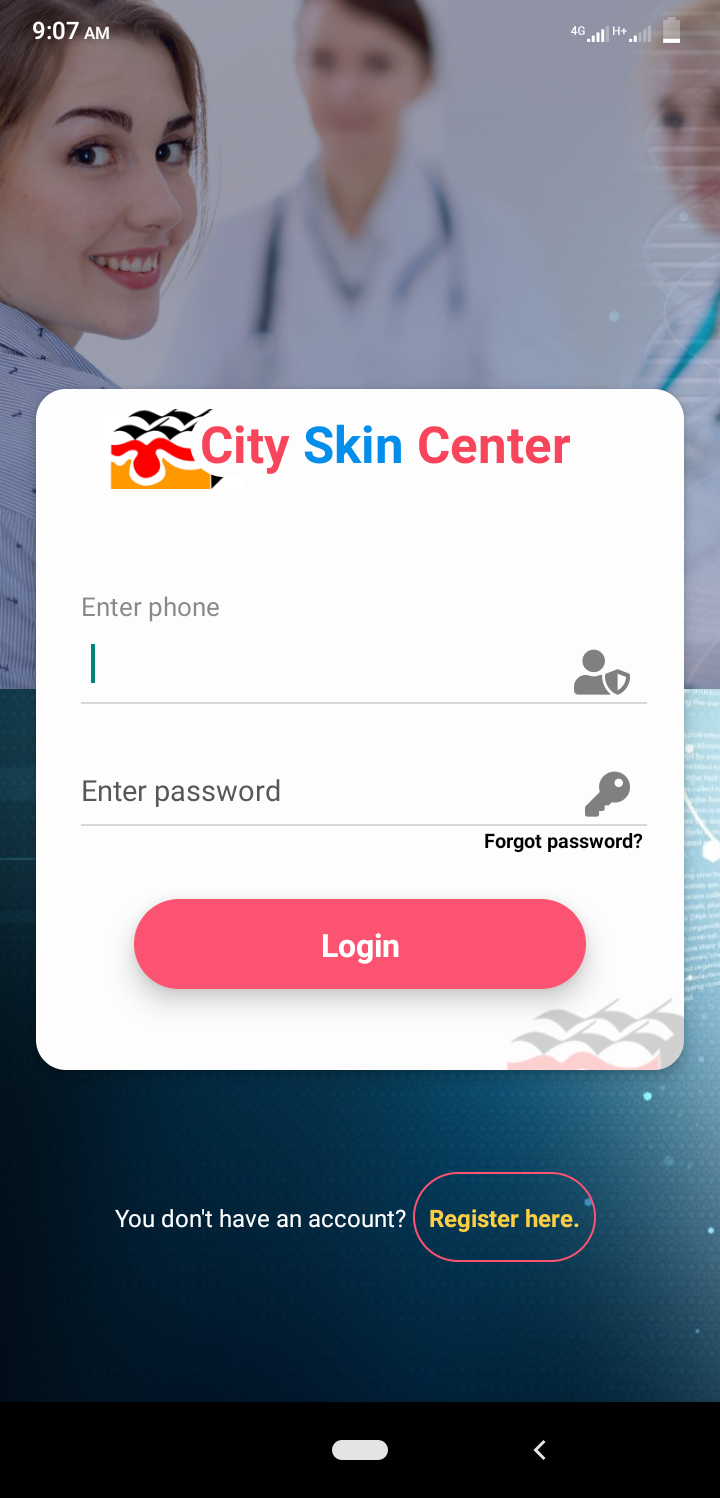 9:07 AM 4G H+
City Skin Center
Enter phone
Enter password
Forgot password?
Login
You don't have an account? Register here.